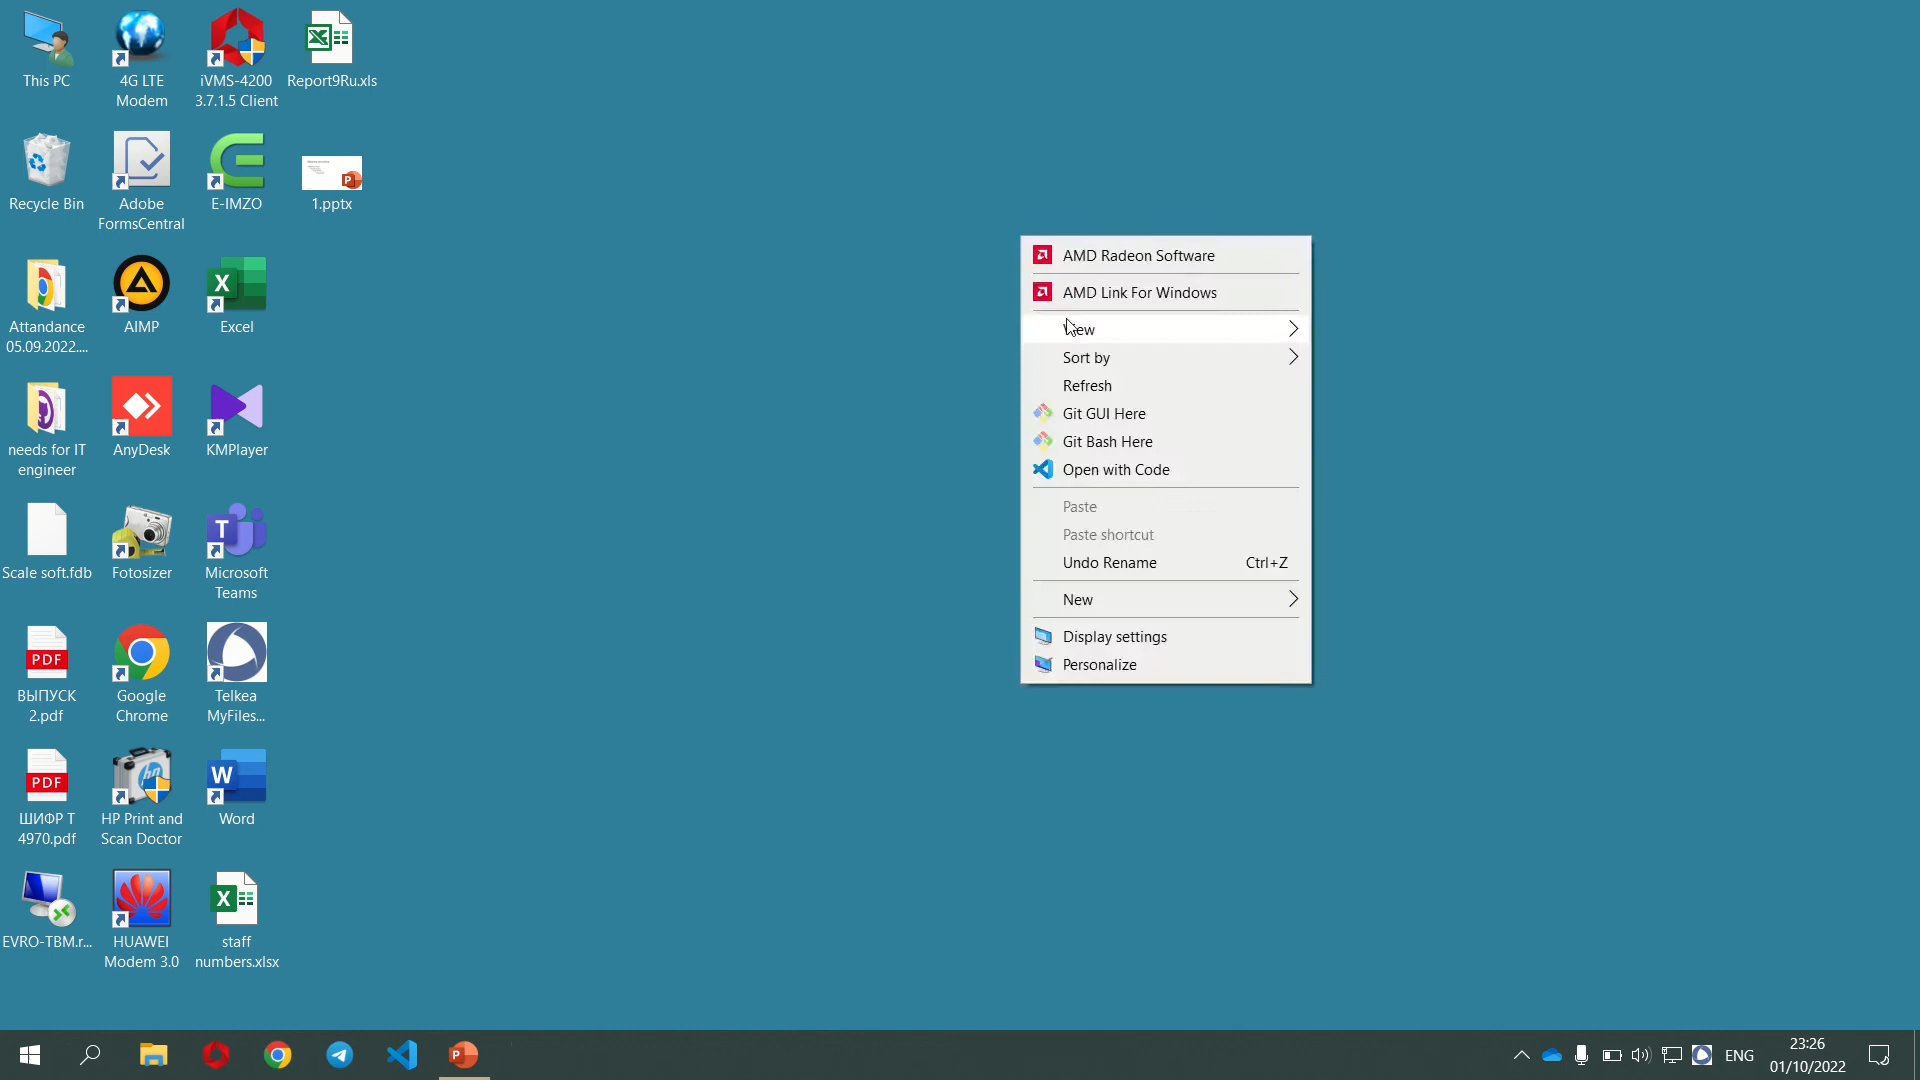 This PC
4G LTE
Modem
iVMS-4200
3.7.1.5 Client
Report9Ru.xls
Recycle Bin
Adobe
FormsCentral
E-IMZO
1.pptx
Attandance
05.09.2022....
AIMP
Excel
needs for IT
engineer
AnyDesk
KMPlayer
Scale soft.fdb
Fotosizer
Microsoft
Teams
PDF
ВЫПУСК
2.pdf
Google
Chrome
Telkea
MyFiles...
PDF
ШИФР Т
4970.pdf
HP Print and
Scan Doctor
Word
EVRO-TBM.r...
HUAWEI
Modem 3.0
staff
numbers.xlsx
AMD Radeon Software
AMD Link For Windows
View
Sort by
Refresh
Git GUI Here
Git Bash Here
Open with Code
Paste
Paste shortcut
Undo Rename Ctrl+Z
New
Display settings
Personalize
ENG
23:26
01/10/2022